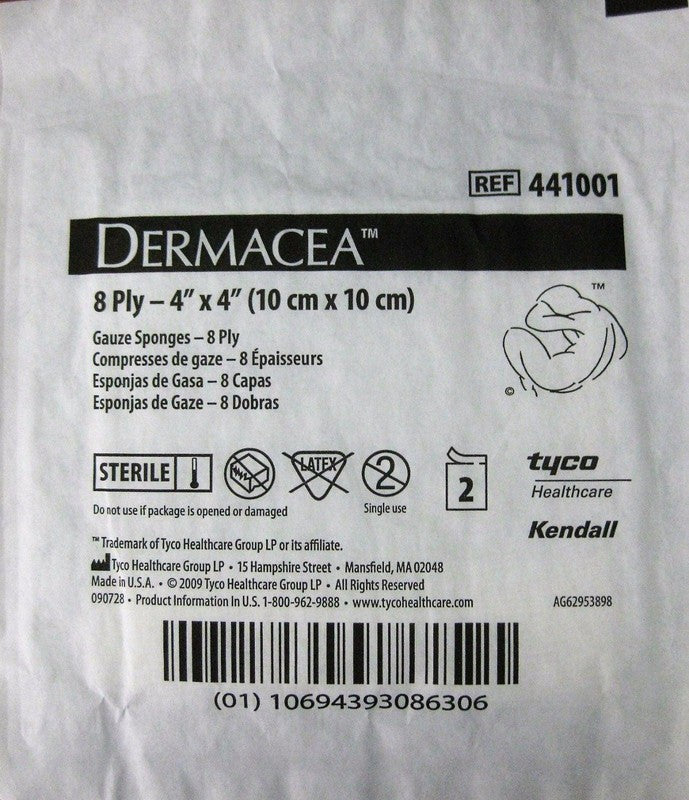 REF 441001
DERMACEA™
8 Ply – 4” x 4” (10 cm x 10 cm)
™
Gauze Sponges – 8 Ply
Compresses de gaze – 8 Épaisseurs
Esponjas de Gasa – 8 Capas
Esponjas de Gaze – 8 Dobras
©
STERILE
LATEX
2
2
Do not use if package is opened or damaged
Single use
tyco
Healthcare
Kendall
™ Trademark of Tyco Healthcare Group LP or its affiliate.
Tyco Healthcare Group LP • 15 Hampshire Street • Mansfield, MA 02048
Made in U.S.A. • © 2009 Tyco Healthcare Group LP • All Rights Reserved
090728 • Product Information In U.S. 1-800-962-9888 • www.tycohealthcare.com
AG62953898
(01) 10694393086306